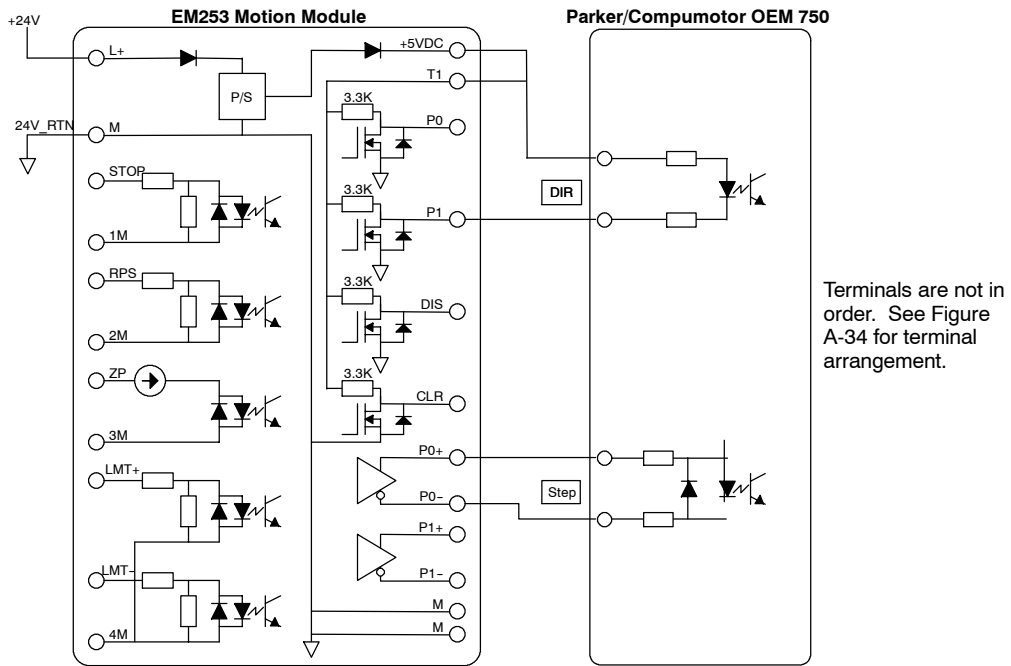 EM253 Motion Module
Parker/Compumotor OEM 750
+24V
L+
+5VDC
T1
P/S
3.3K
P0
24V_RTN
M
STOP
3.3K
DIR
P1
1M
RPS
3.3K
DIS
2M
Terminals are not in
order. See Figure
A-34 for terminal
arrangement.
ZP
3.3K
CLR
3M
P0+
LMT+
Step
P0−
P1+
LMT−
P1−
M
4M
M